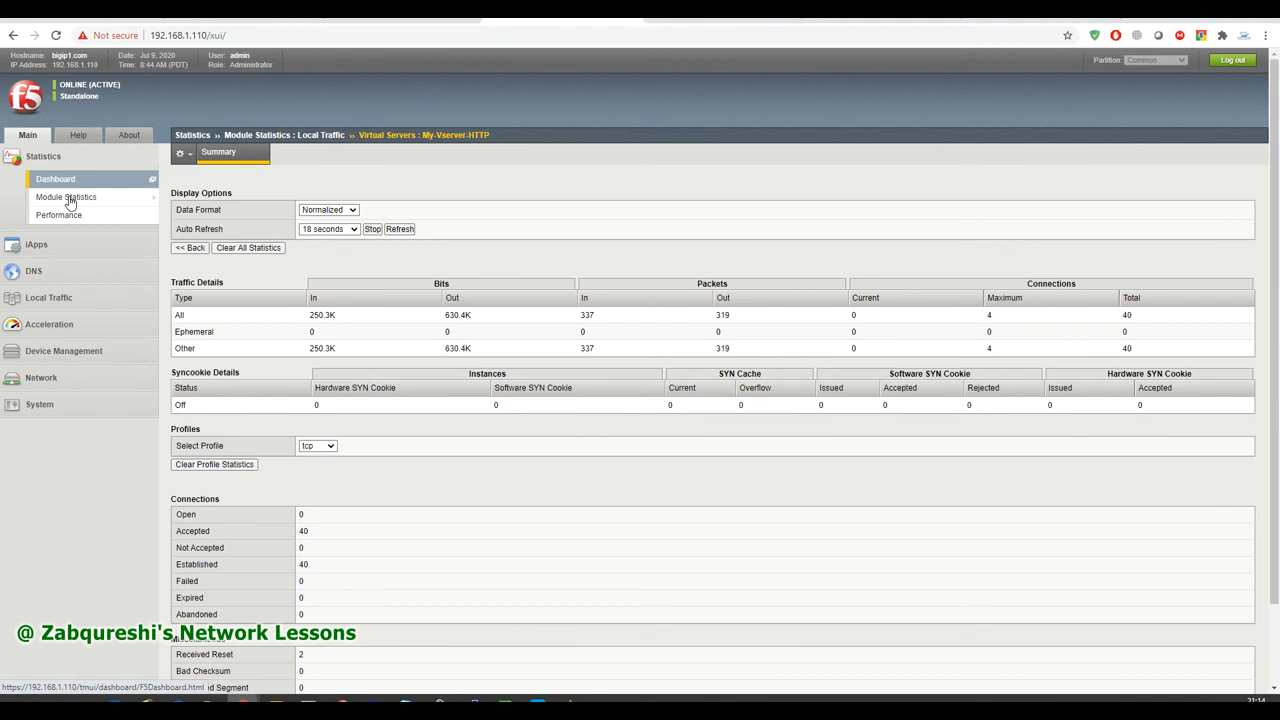 Not secure 192.168.1.110/xui/
Hostname: bigip1.com Date: Jul 9, 2020 User: admin
IP Address: 192.168.1.110 Time: 8:44 AM (PDT) Role: Administrator
Partition: Common Log out
f5
ONLINE (ACTIVE)
Standalone
Main Help About
Statistics
Dashboard
Module Statistics
Performance
iApps
DNS
Local Traffic
Acceleration
Device Management
Network
System
Statistics ›› Module Statistics : Local Traffic ›› Virtual Servers : My-Vserver-HTTP
Summary
Display Options
Data Format Normalized
Auto Refresh 18 seconds Stop Refresh
<< Back Clear All Statistics
Traffic Details Bits Packets Connections
Type In Out In Out Current Maximum Total
All 250.3K 630.4K 337 319 0 4 40
Ephemeral 0 0 0 0 0 0 0
Other 250.3K 630.4K 337 319 0 4 40
Syncookie Details Instances SYN Cache Software SYN Cookie Hardware SYN Cookie
Status Hardware SYN Cookie Software SYN Cookie Current Overflow Issued Accepted Rejected Issued Accepted
Off 0 0 0 0 0 0 0 0 0
Profiles
Select Profile tcp
Clear Profile Statistics
Connections
Open 0
Accepted 40
Not Accepted 0
Established 40
Failed 0
Expired 0
Abandoned 0
@ Zabqureshi's Network Lessons
Received Reset 2
Bad Checksum 0
d Segment 0
https://192.168.1.110/tmui/dashboard/F5Dashboard.html
21:14